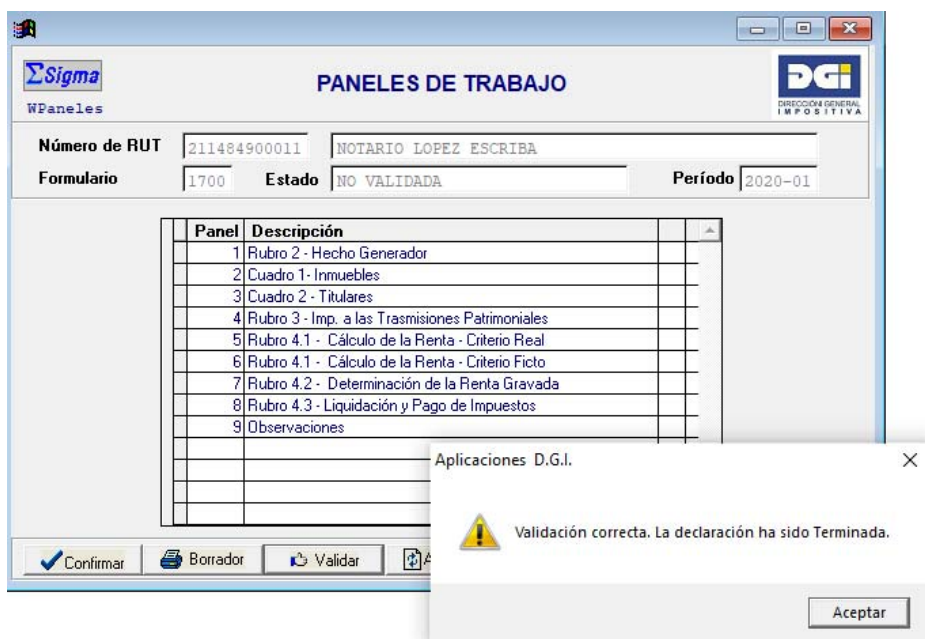 ΣSigma
DGi
PANELES DE TRABAJO
WPaneles
DIRECCIÓN GENERAL
IMPOSITIVA
Número de RUT 211484900011 NOTARIO LOPEZ ESCRIBA
Formulario 1700 Estado NO VALIDADA Período 2020-01
Panel Descripción
1 Rubro 2 - Hecho Generador
2 Cuadro 1- Inmuebles
3 Cuadro 2 - Titulares
4 Rubro 3 - Imp. a las Trasmisiones Patrimoniales
5 Rubro 4.1 - Cálculo de la Renta - Criterio Real
6 Rubro 4.1 - Cálculo de la Renta - Criterio Ficto
7 Rubro 4.2 - Determinación de la Renta Gravada
8 Rubro 4.3 - Liquidación y Pago de Impuestos
9 Observaciones
Aplicaciones D.G.I.
Validación correcta. La declaración ha sido Terminada.
Confirmar Borrador Validar A
Aceptar